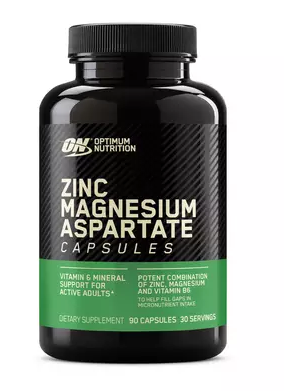 ON OPTIMUM
NUTRITION
ZINC
MAGNESIUM
ASPARTATE
CAPSULES
VITAMIN & MINERAL
SUPPORT FOR
ACTIVE ADULTS*
POTENT COMBINATION
OF ZINC, MAGNESIUM
AND VITAMIN B6
TO HELP FILL GAPS IN
MICRONUTRIENT INTAKE
DIETARY SUPPLEMENT 90 CAPSULES · 30 SERVINGS